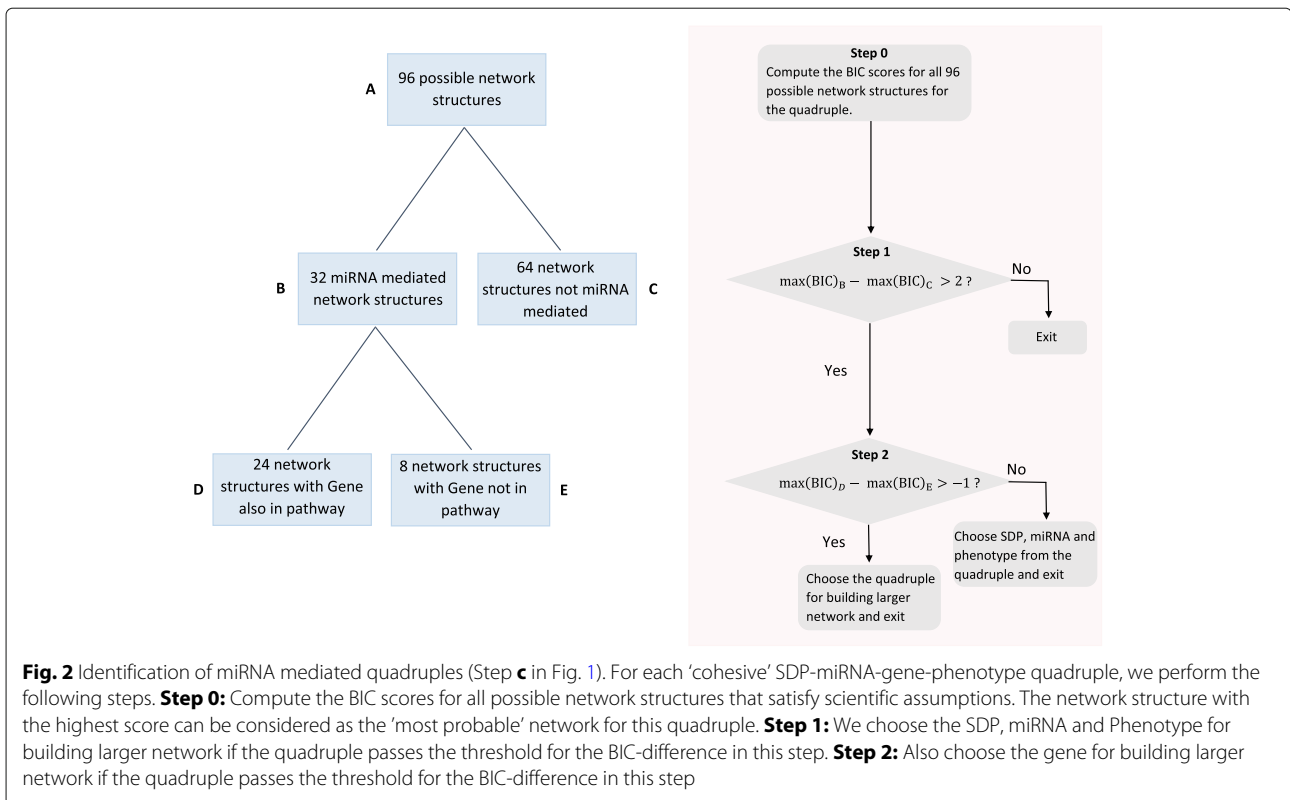 A
96 possible network
structures
B
32 miRNA mediated
network structures
64 network
structures not miRNA
mediated
C
D
24 network
structures with Gene
also in pathway
8 network structures
with Gene not in
pathway
E
Step 0
Compute the BIC scores for all 96
possible network structures for
the quadruple.
Step 1
max(BIC)B − max(BIC)C > 2 ?
No
Exit
Yes
Step 2
max(BIC)D − max(BIC)E > −1 ?
No
Choose SDP, miRNA and
phenotype from the
quadruple and exit
Yes
Choose the quadruple
for building larger
network and exit
Fig. 2 Identification of miRNA mediated quadruples (Step c in Fig. 1). For each ‘cohesive’ SDP-miRNA-gene-phenotype quadruple, we perform the
following steps. Step 0: Compute the BIC scores for all possible network structures that satisfy scientific assumptions. The network structure with
the highest score can be considered as the ’most probable’ network for this quadruple. Step 1: We choose the SDP, miRNA and Phenotype for
building larger network if the quadruple passes the threshold for the BIC-difference in this step. Step 2: Also choose the gene for building larger
network if the quadruple passes the threshold for the BIC-difference in this step